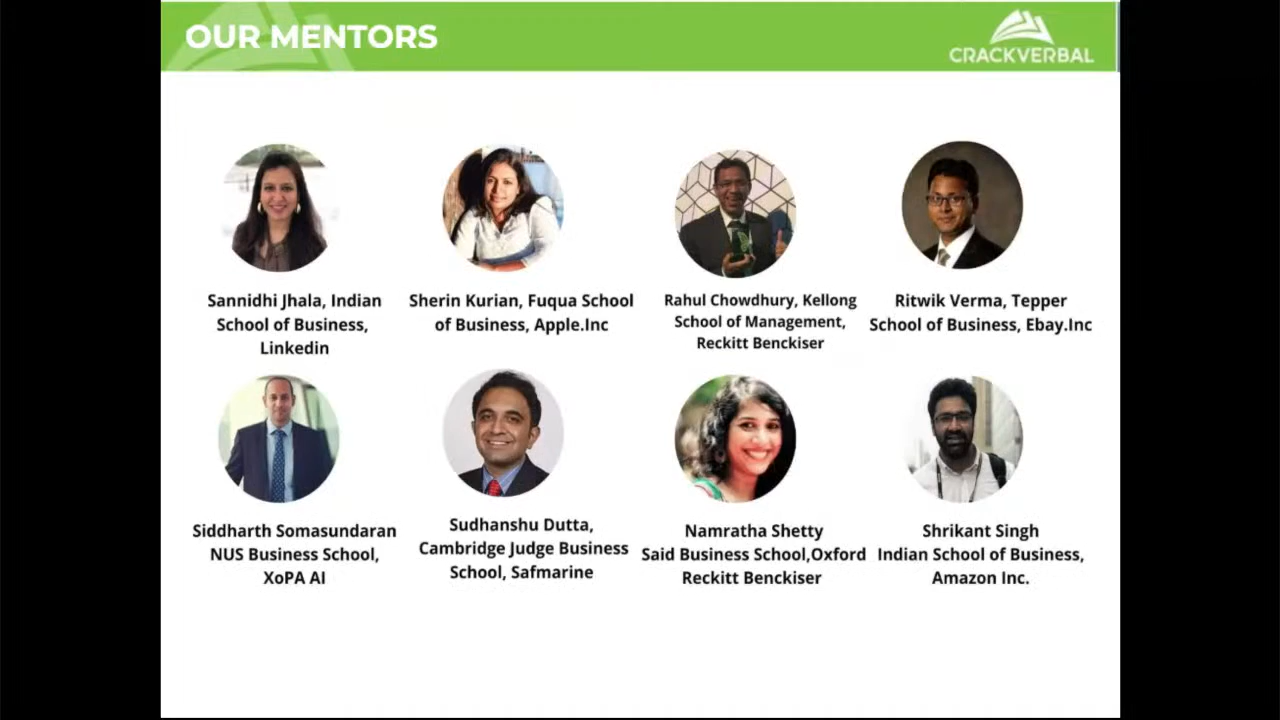 OUR MENTORS
CRACKVERBAL
Sannidhi Jhala, Indian
School of Business,
Linkedin
Sherin Kurian, Fuqua School
of Business, Apple.Inc
Rahul Chowdhury, Kellong
School of Management,
Reckitt Benckiser
Ritwik Verma, Tepper
School of Business, Ebay.Inc
Siddharth Somasundaran
NUS Business School,
XoPA AI
Sudhanshu Dutta,
Cambridge Judge Business
School, Safmarine
Namratha Shetty
Said Business School,Oxford
Reckitt Benckiser
Shrikant Singh
Indian School of Business,
Amazon Inc.